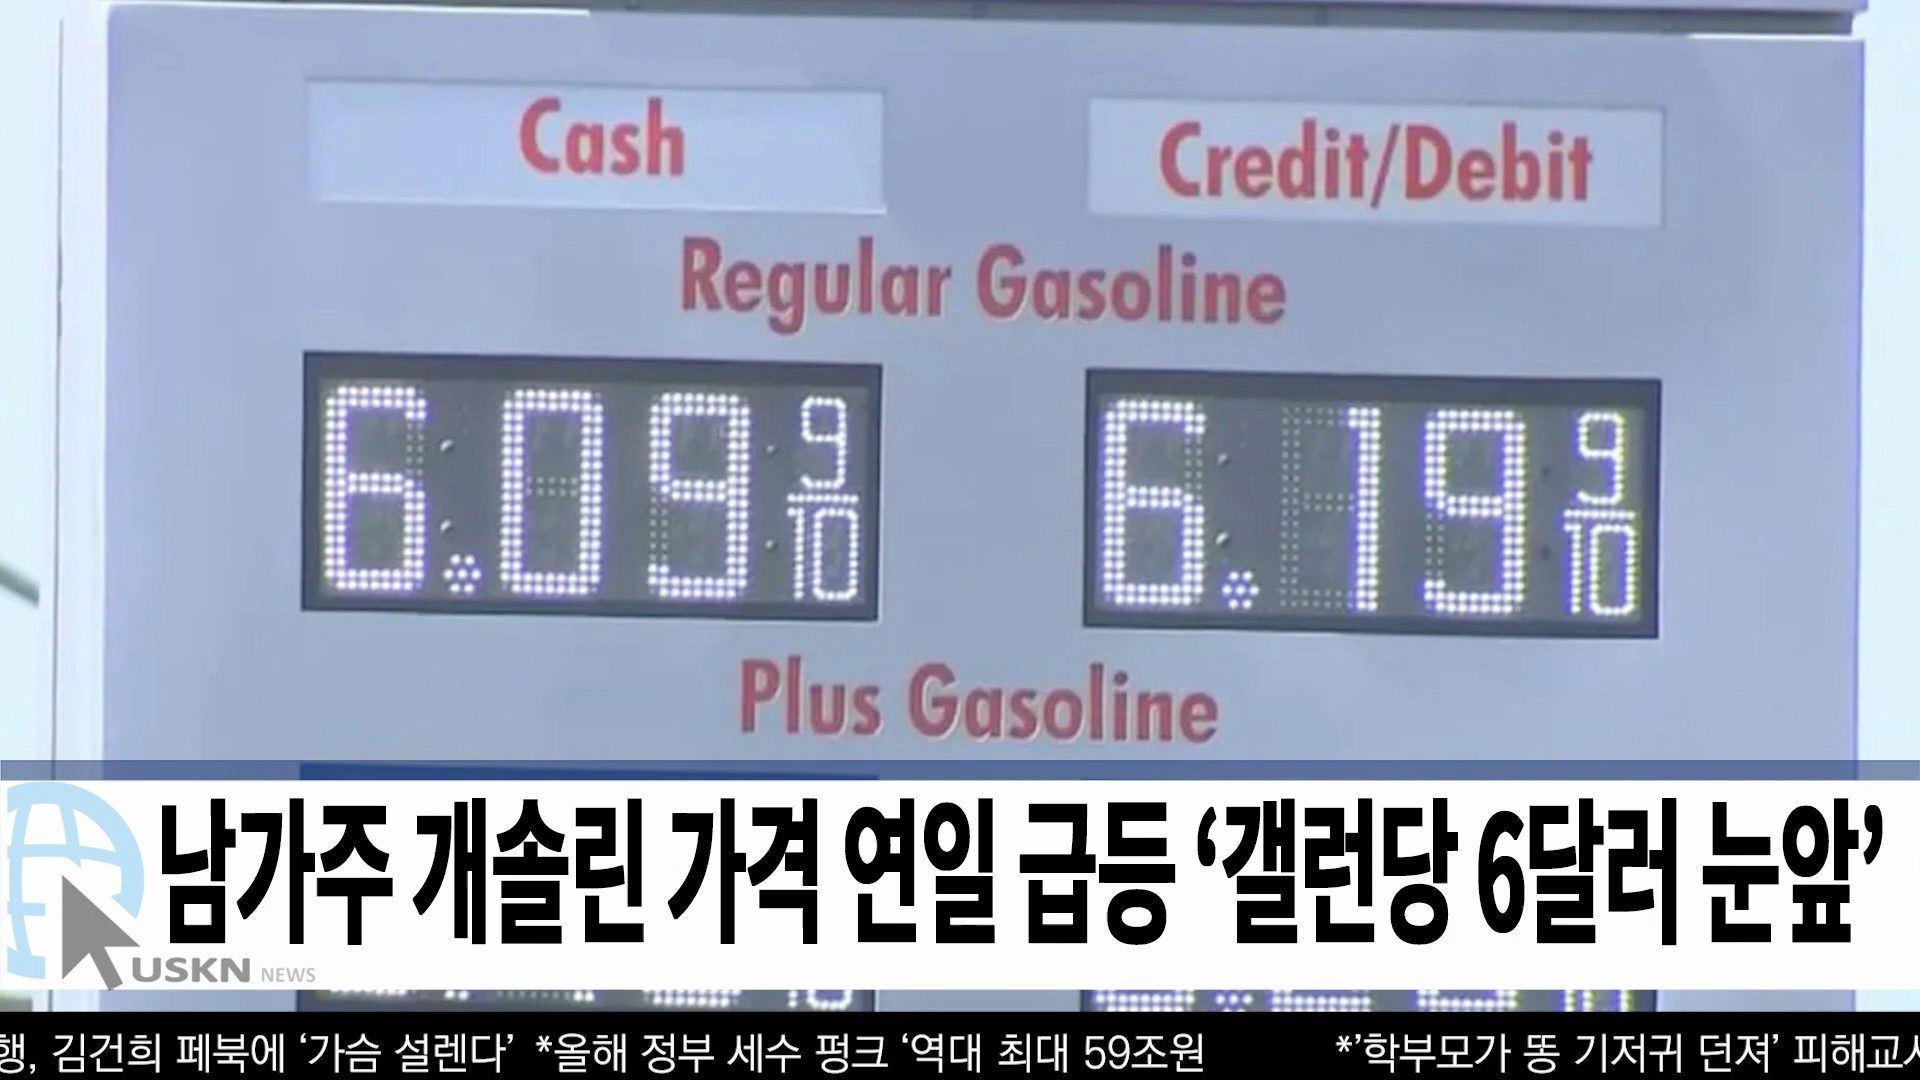 Cash
Credit/Debit
Regular Gasoline
6.09 9/10
6.19 9/10
Plus Gasoline
남가주 개솔린 가격 연일 급등 ‘갤런당 6달러 눈앞’
USKN NEWS
행, 김건희 페북에 ‘가슴 설렌다’ *올해 정부 세수 펑크 ‘역대 최대 59조원 *’학부모가 똥 기저귀 던져’ 피해교사